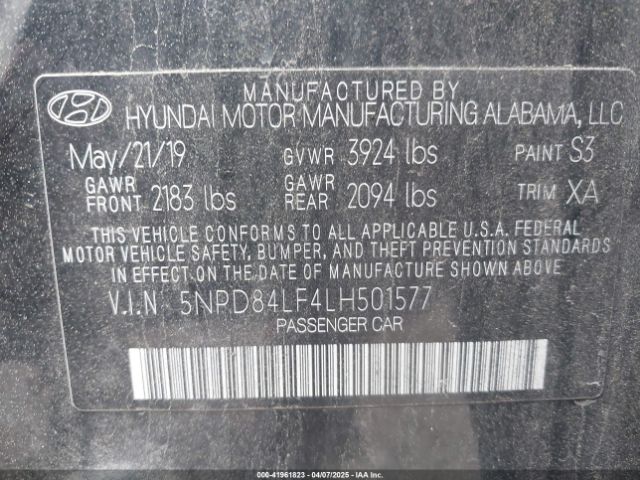 MANUFACTURED BY
HYUNDAI MOTOR MANUFACTURING ALABAMA, LLC
May/21/19 GVWR 3924 lbs PAINT S3
GAWR FRONT 2183 lbs GAWR REAR 2094 lbs TRIM XA
THIS VEHICLE CONFORMS TO ALL APPLICABLE U.S.A. FEDERAL
MOTOR VEHICLE SAFETY, BUMPER, AND THEFT PREVENTION STANDARDS
IN EFFECT ON THE DATE OF MANUFACTURE SHOWN ABOVE
V.I.N 5NPD84LF4LH501577
PASSENGER CAR
000-41961823 - 04/07/2025 - IAA Inc.